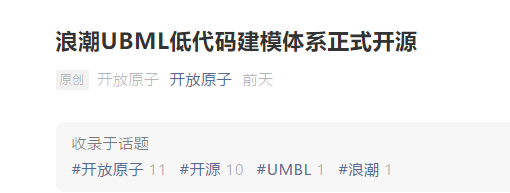 浪潮UBML低代码建模体系正式开源
原创 开放原子 开放原子 前天
收录于话题
#开放原子 11 #开源 10 #UMBL 1 #浪潮 1